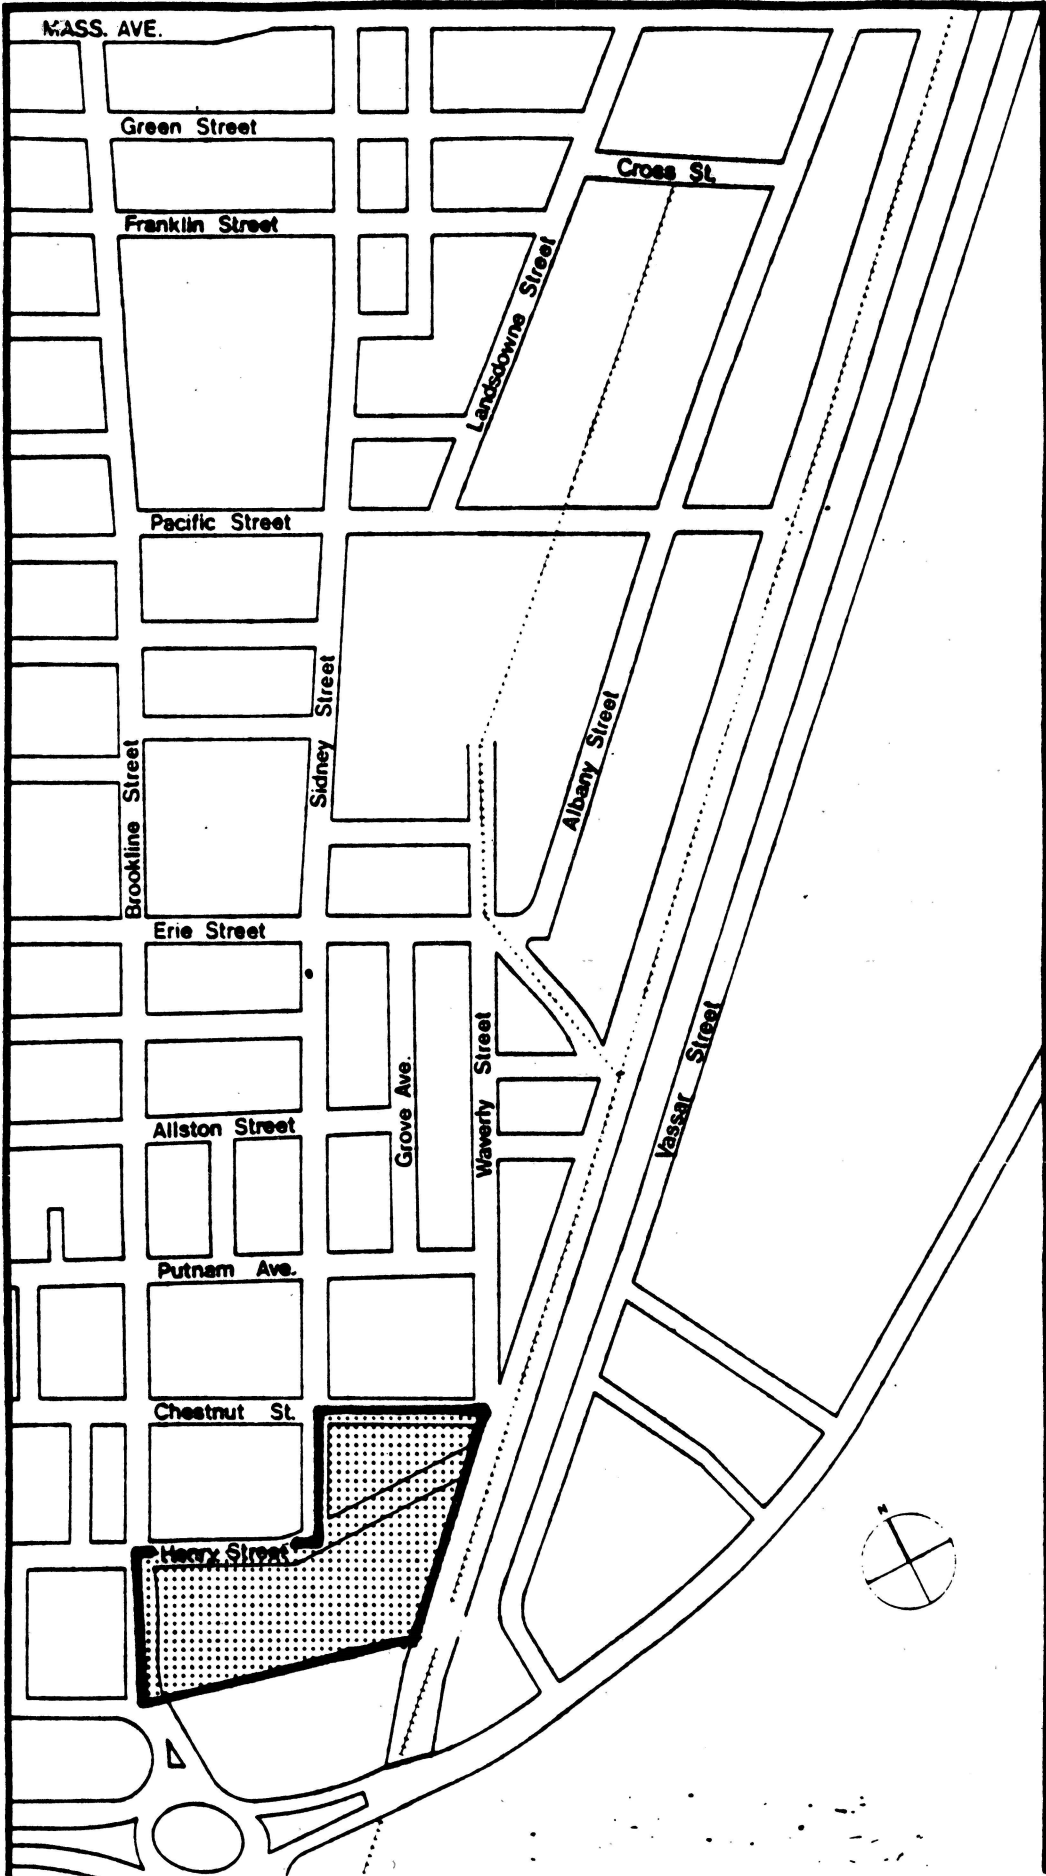 MASS. AVE.
Green Street
Cross St.
Franklin Street
Landsdowne Street
Pacific Street
Sidney Street
Albany Street
Brookline Street
Erie Street
Vassar Street
Waverly Street
Grove Ave.
Allston Street
Putnam Ave.
Chestnut St.
Henry Street
N